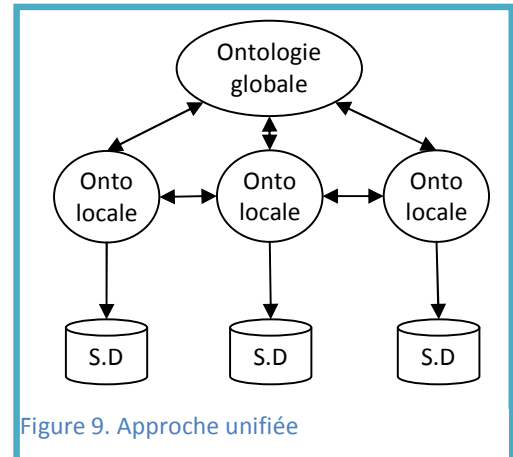 Ontologie
globale
Onto
locale
Onto
locale
Onto
locale
S.D
S.D
S.D
Figure 9. Approche unifiée